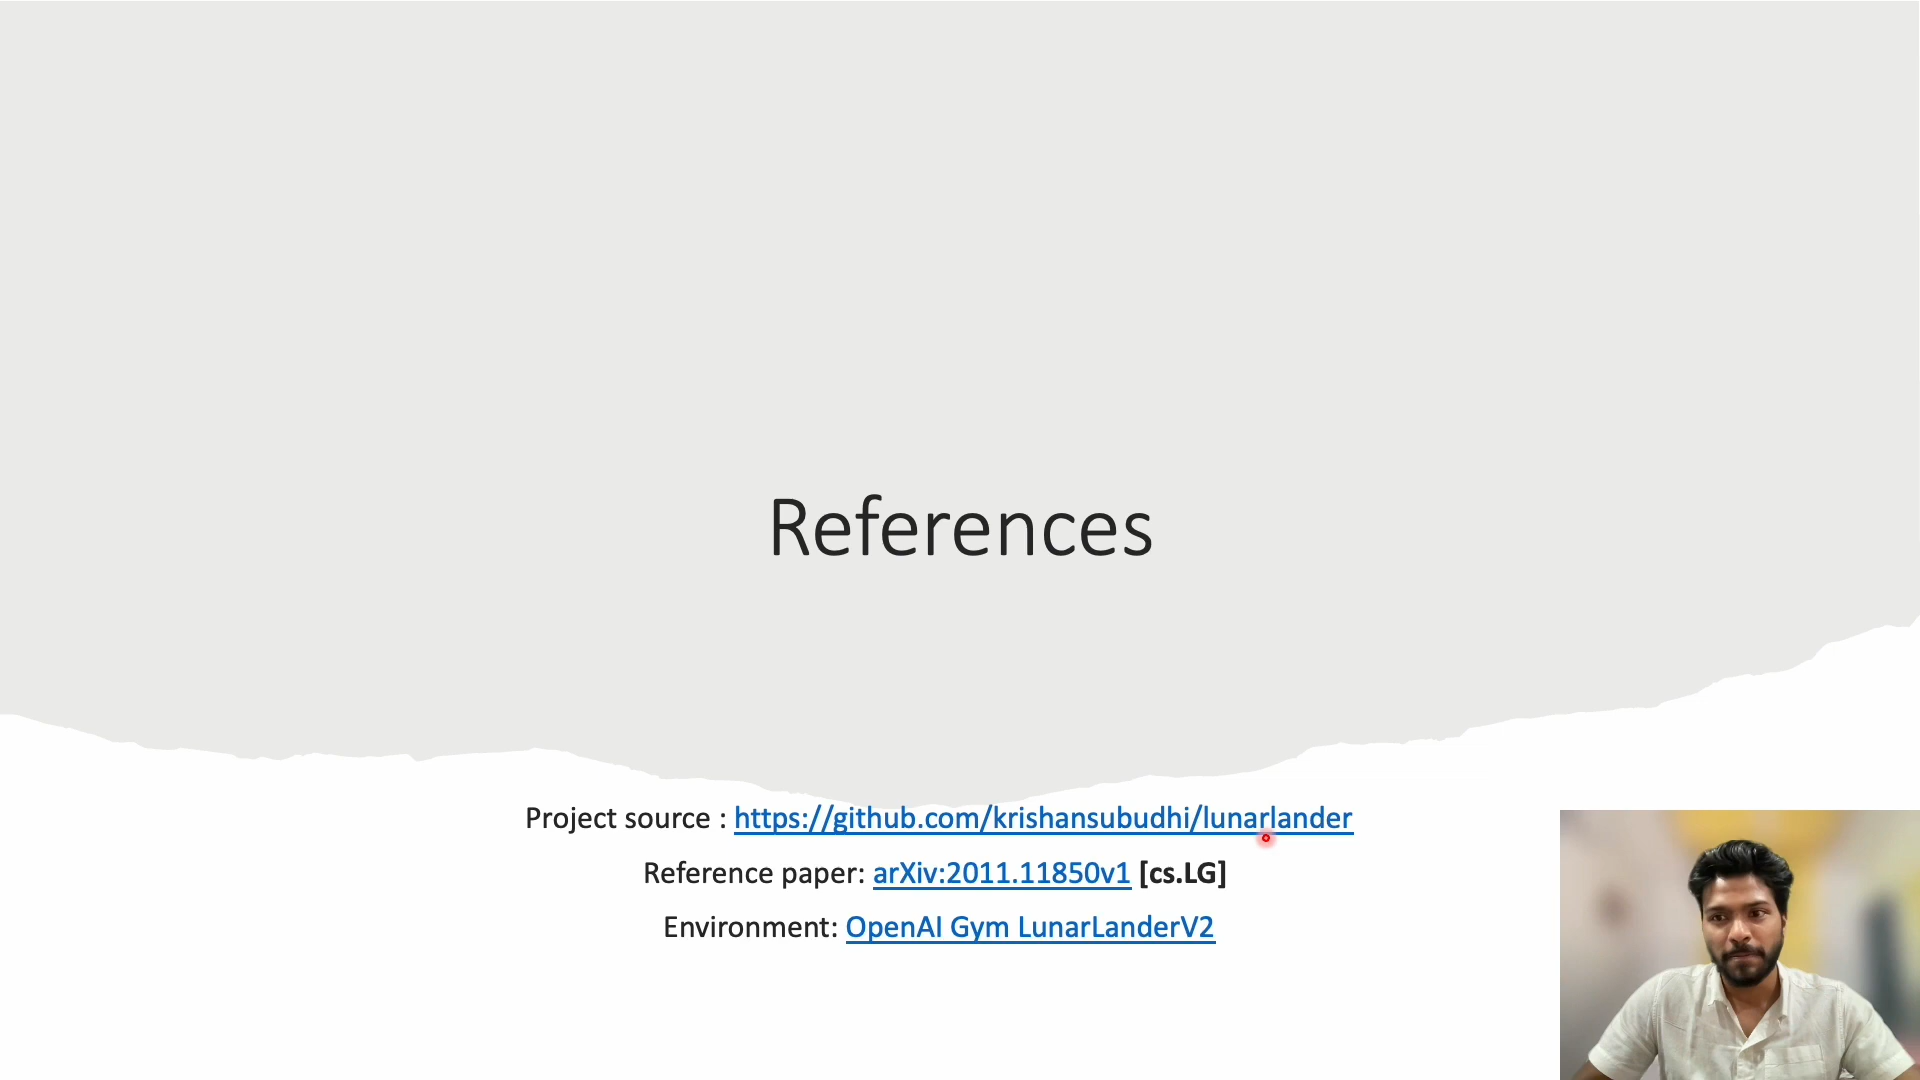 References
Project source : https://github.com/krishansubudhi/lunarlander
Reference paper: arXiv:2011.11850v1 [cs.LG]
Environment: OpenAI Gym LunarLanderV2